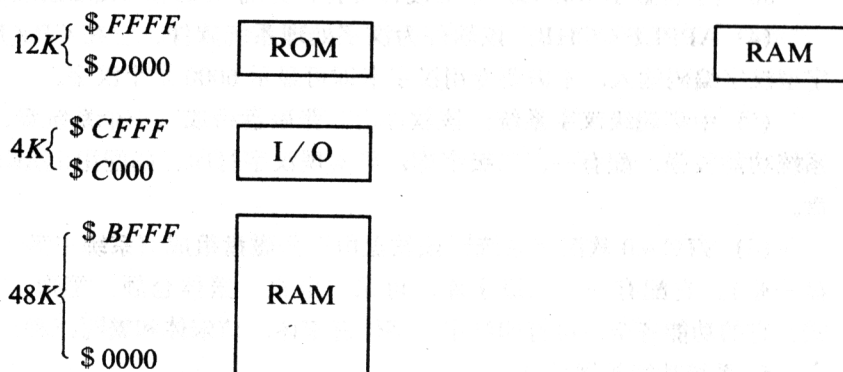 $FFFF
12K{ ROM RAM
$D000
$CFFF
4K{ I/O
$C000
$BFFF
48K{ RAM
$0000